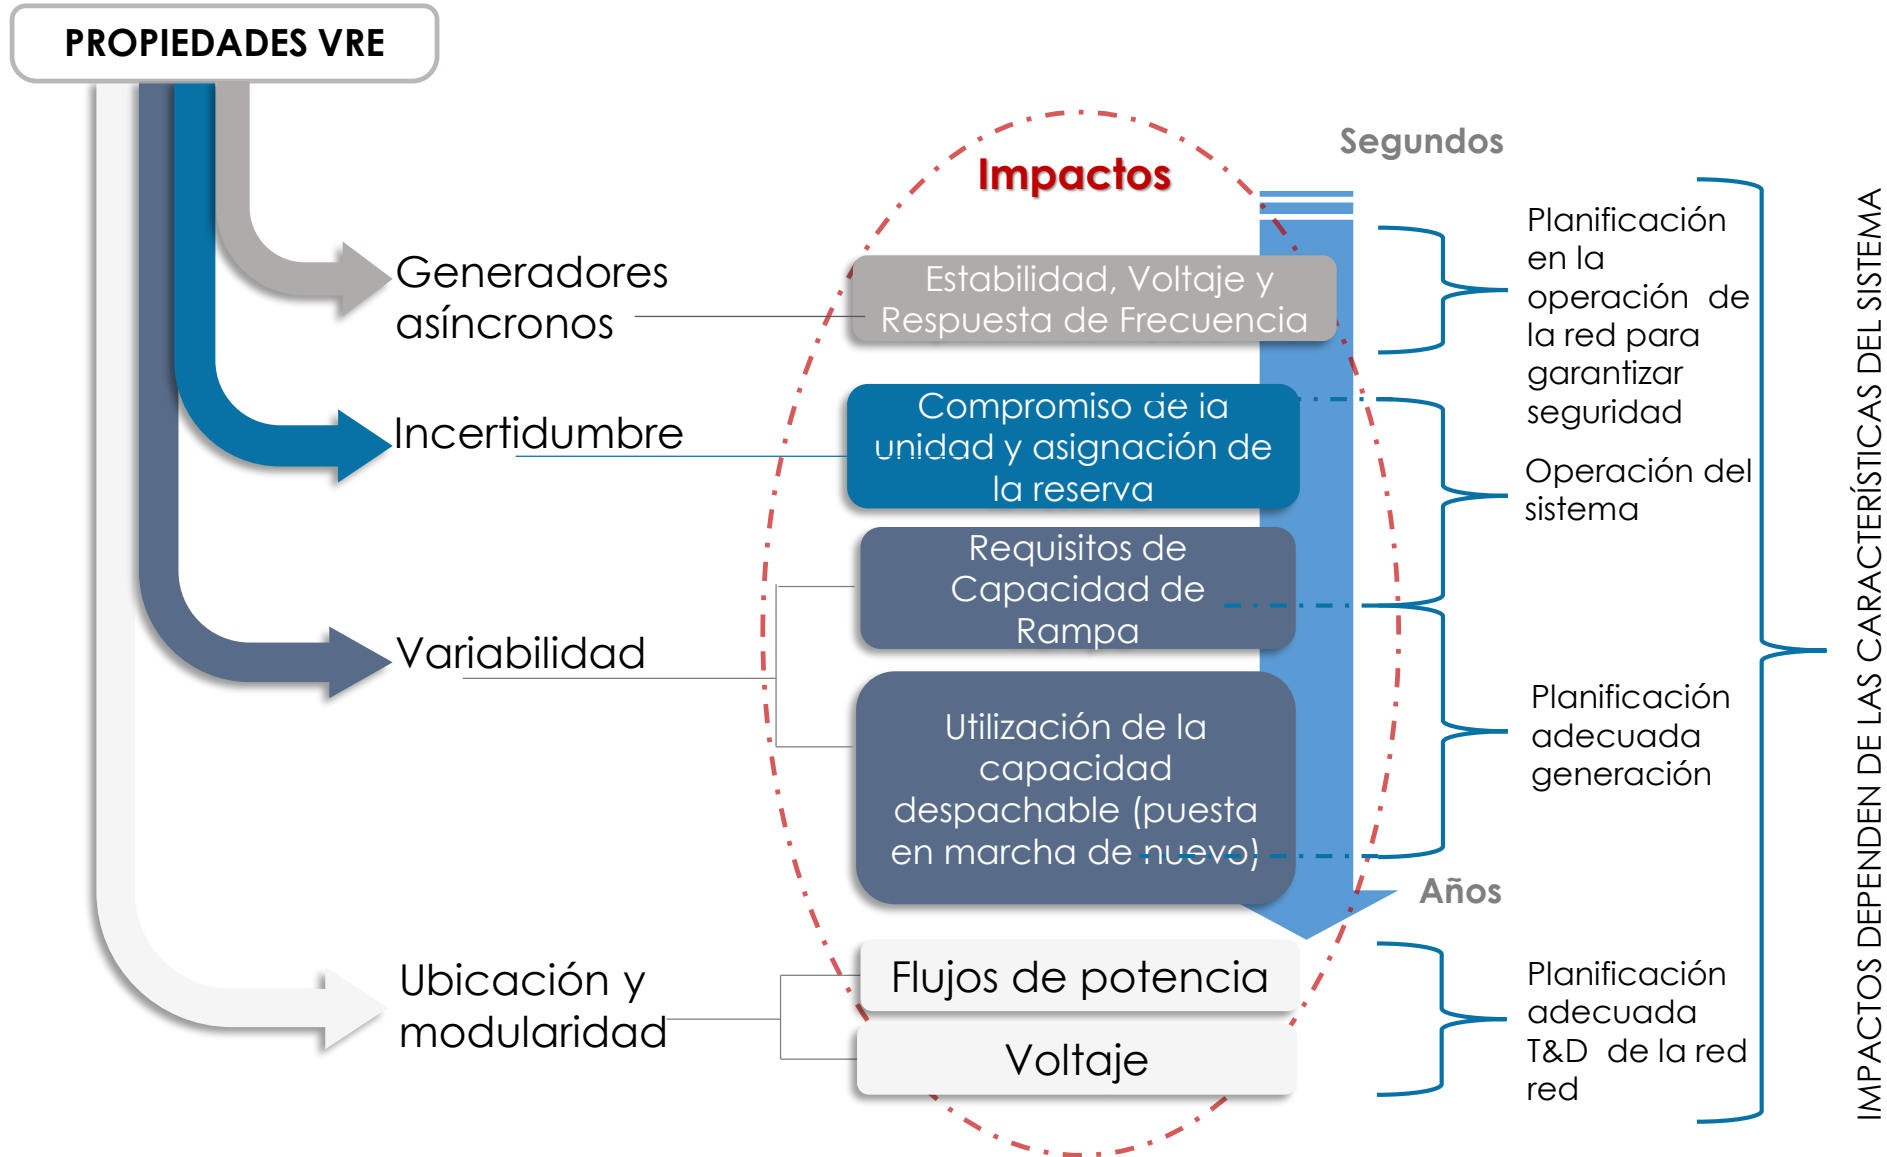 PROPIEDADES VRE
Segundos
Impactos
Generadores
asíncronos
Estabilidad, Voltaje y
Respuesta de Frecuencia
Planificación
en la
operación de
la red para
garantizar
seguridad
Incertidumbre
Compromiso de la
unidad y asignación de
la reserva
Operación del
sistema
Variabilidad
Requisitos de
Capacidad de
Rampa
Utilización de la
capacidad
despachable (puesta
en marcha de nuevo)
Planificación
adecuada
generación
Años
Ubicación y
modularidad
Flujos de potencia
Voltaje
Planificación
adecuada
T&D de la red
red
IMPACTOS DEPENDEN DE LAS CARACTERÍSTICAS DEL SISTEMA